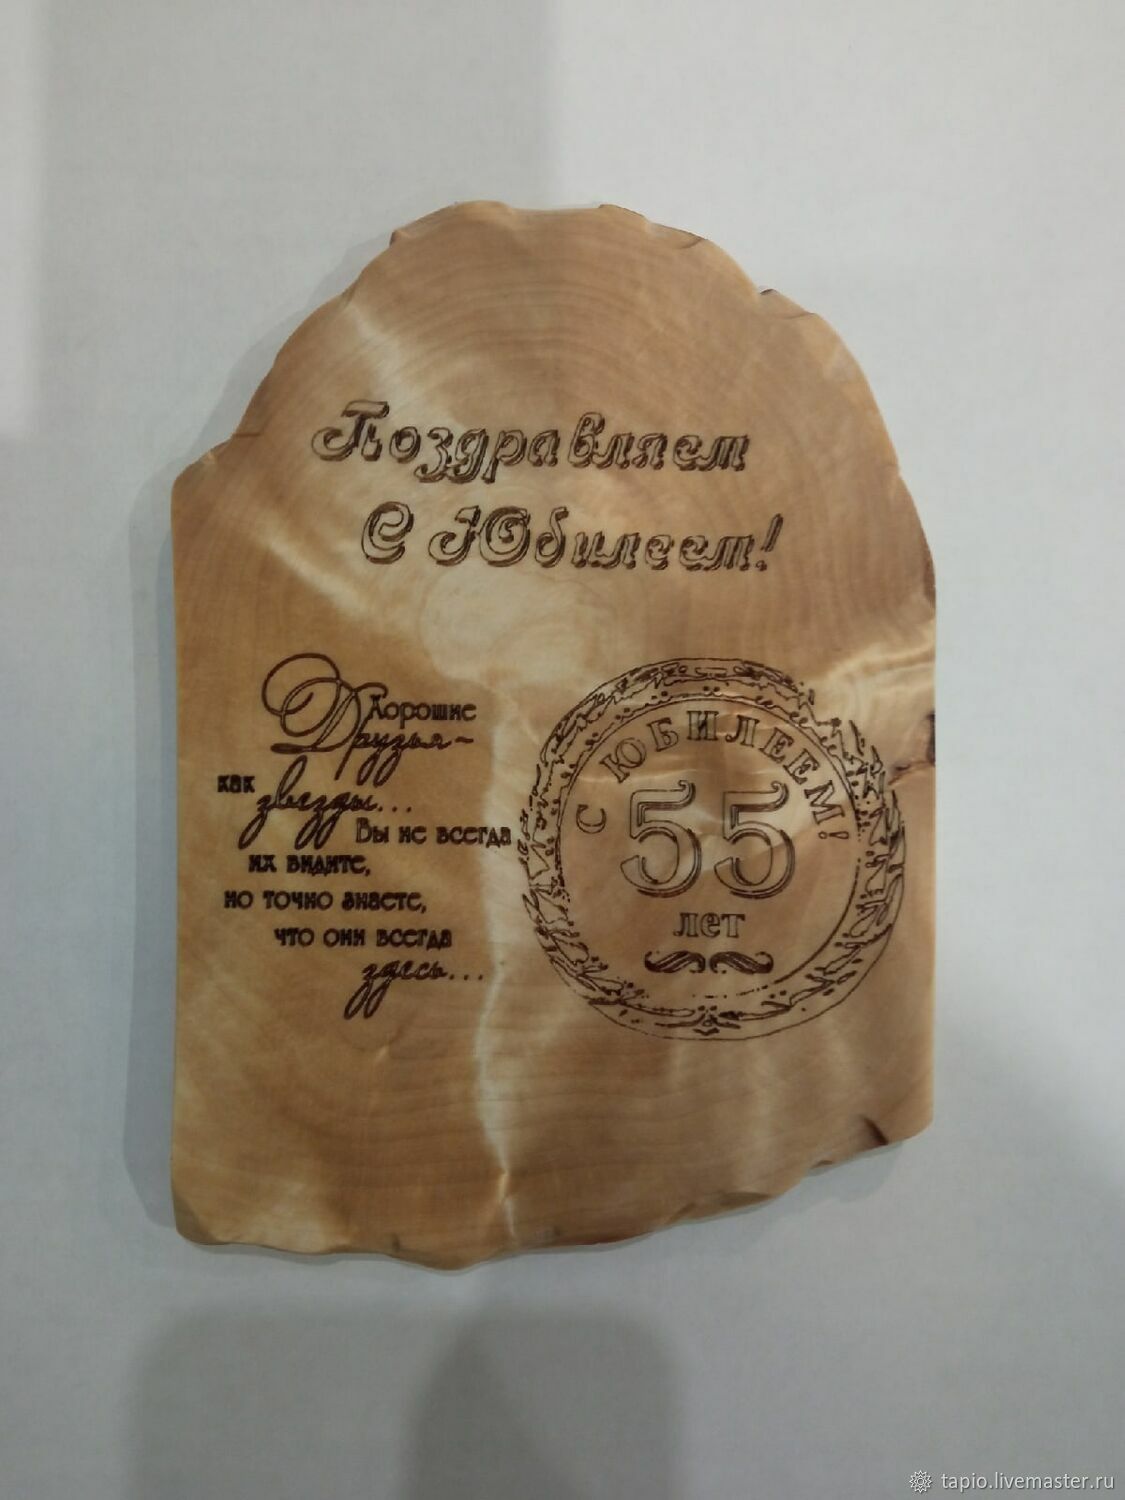 Поздравляем
С Юбилеем!
Хорошие
Друзья~
как звезды...
Вы не всегда
их видите,
но точно знаете,
что они всегда
здесь...
С ЮБИЛЕЕМ!
55
лет
tapio.livemaster.ru